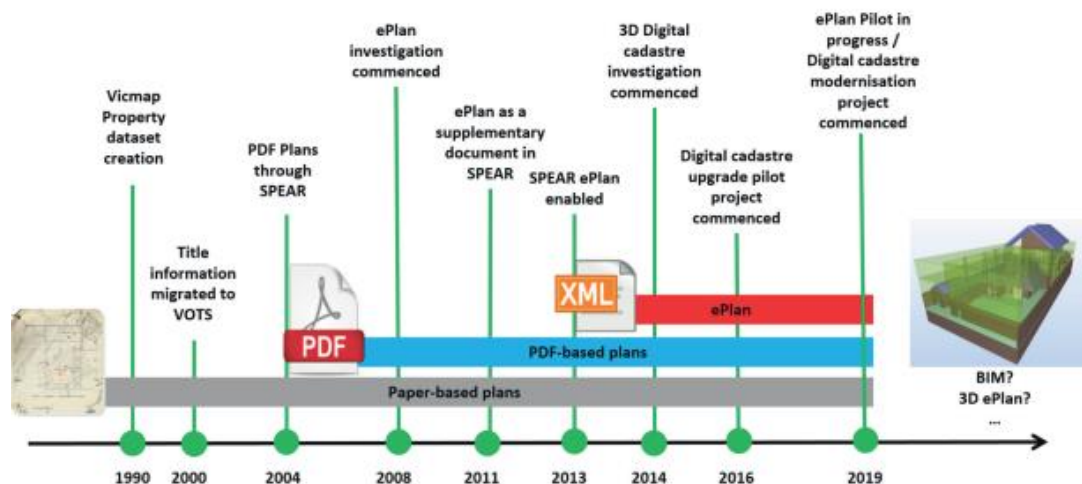 Vicmap
Property
dataset
creation
Title
information
migrated to
VOTS
PDF Plans
through
SPEAR
ePlan
investigation
commenced
ePlan as a
supplementary
document in
SPEAR
SPEAR ePlan
enabled
3D Digital
cadastre
investigation
commenced
Digital cadastre
upgrade pilot
project
commenced
ePlan Pilot in
progress /
Digital cadastre
modernisation
project
commenced
PDF
XML
ePlan
PDF-based plans
Paper-based plans
BIM?
3D ePlan?
...
1990
2000
2004
2008
2011
2013
2014
2016
2019